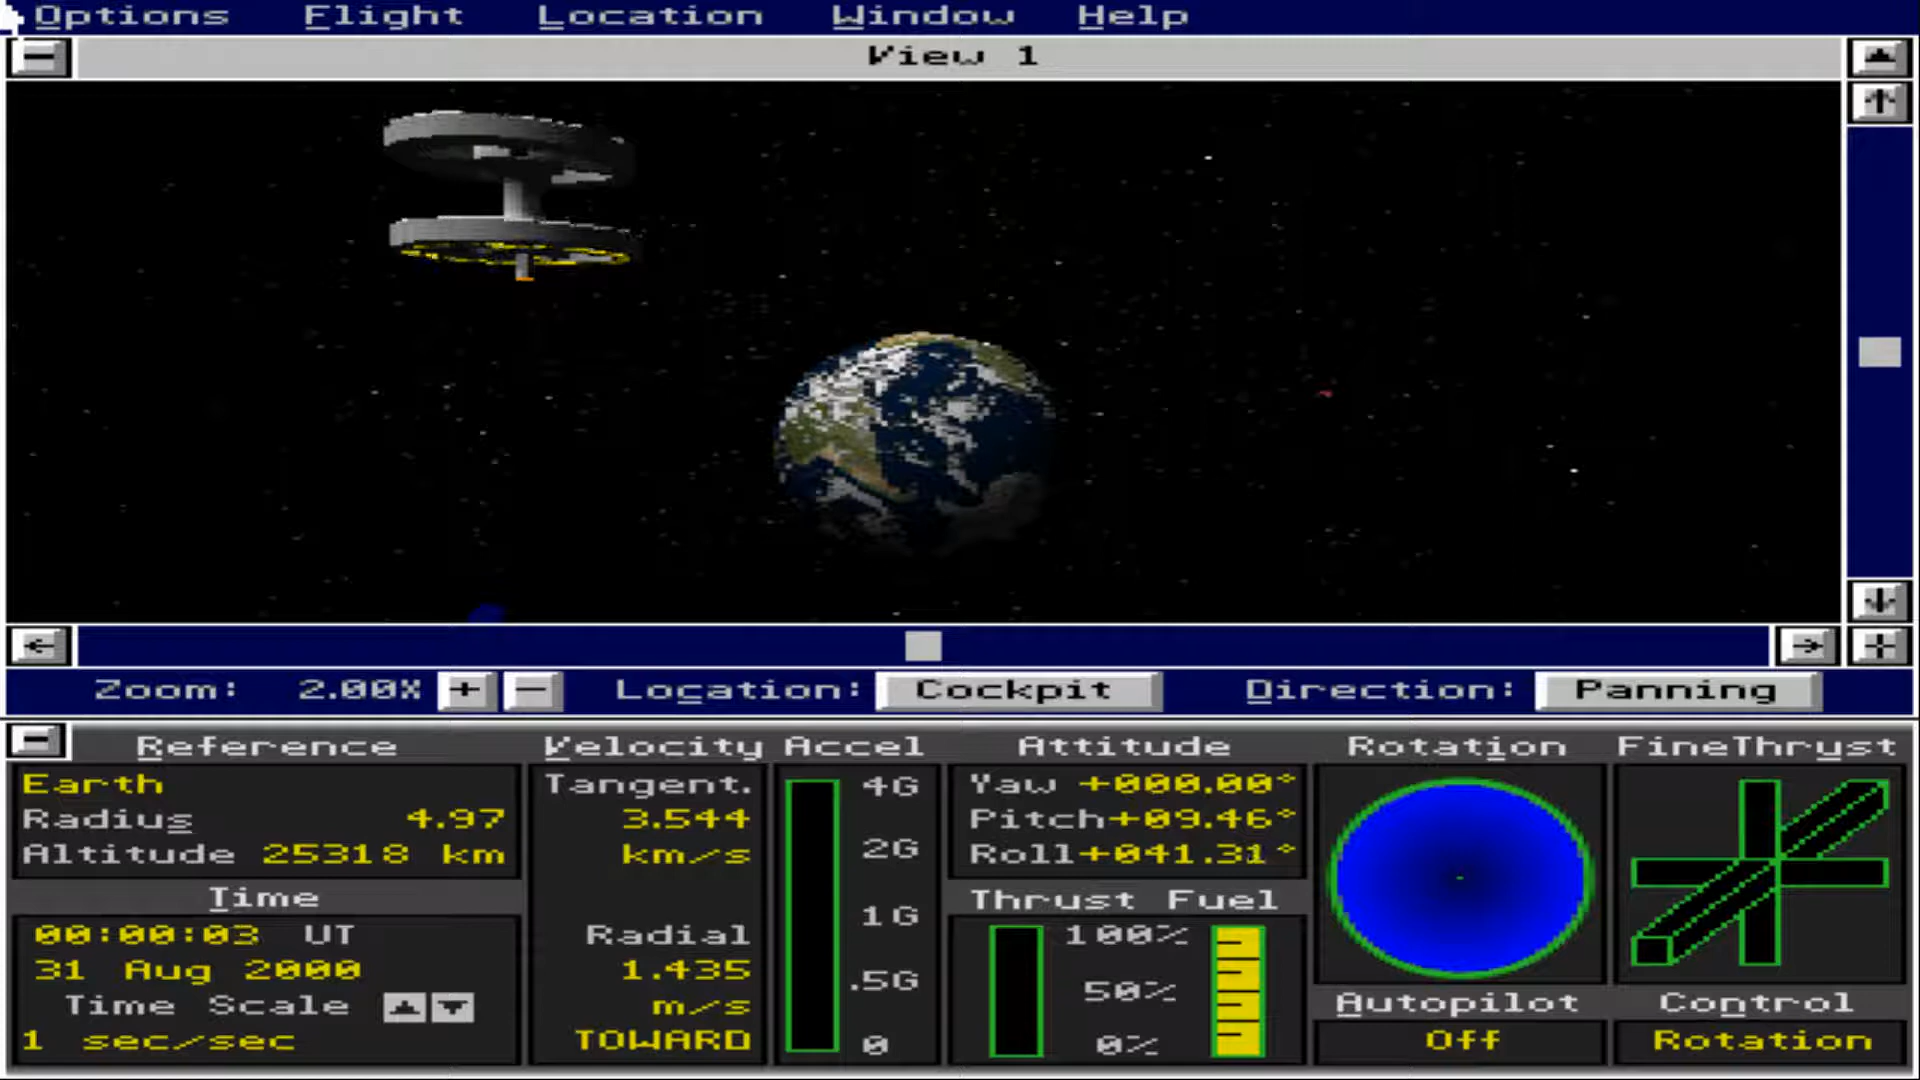 Options Flight Location Window Help
View 1
Zoom: 2.00X + − Location: Cockpit Direction: Panning
Reference Velocity Accel Attitude Rotation FineThrust
Earth Tangent. 4G Yaw +000.00°
Radius 4.97 3.544 Pitch+09.46°
Altitude 25318 km km/s 2G Roll+041.31°
Time 1G Thrust Fuel
00:00:03 UT Radial 100%
31 Aug 2000 1.435 .5G 50%
Time Scale m/s Autopilot Control
1 sec/sec TOWARD 0 0% Off Rotation